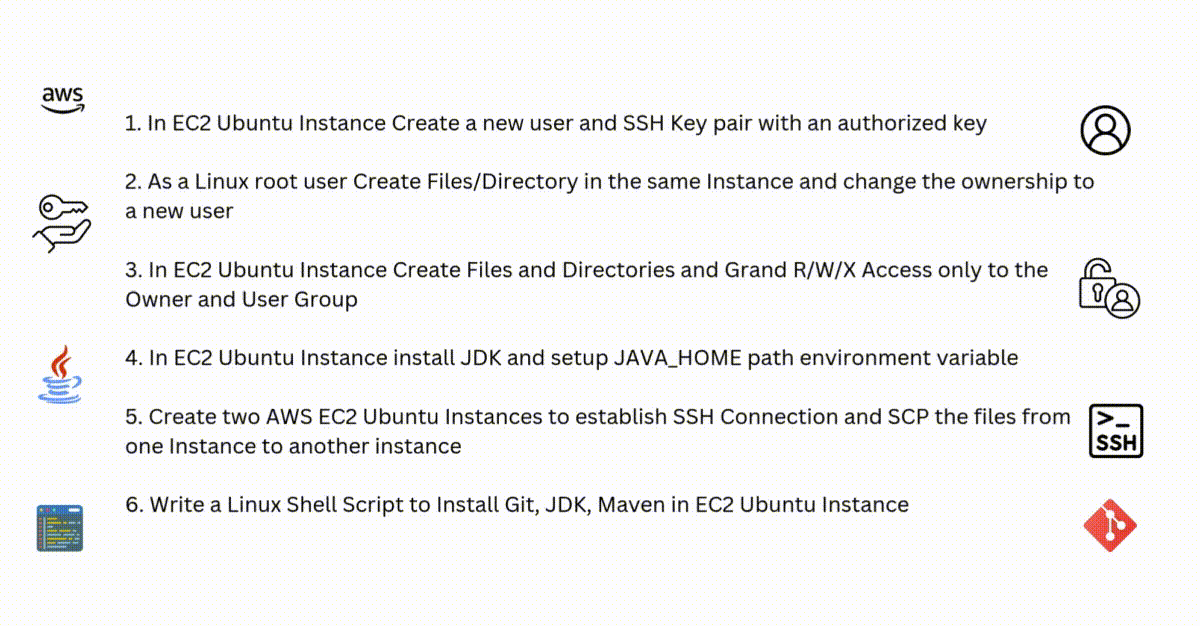 aws
1. In EC2 Ubuntu Instance Create a new user and SSH Key pair with an authorized key
2. As a Linux root user Create Files/Directory in the same Instance and change the ownership to
a new user
3. In EC2 Ubuntu Instance Create Files and Directories and Grand R/W/X Access only to the
Owner and User Group
4. In EC2 Ubuntu Instance install JDK and setup JAVA_HOME path environment variable
5. Create two AWS EC2 Ubuntu Instances to establish SSH Connection and SCP the files from
one Instance to another instance
>_
SSH
6. Write a Linux Shell Script to Install Git, JDK, Maven in EC2 Ubuntu Instance